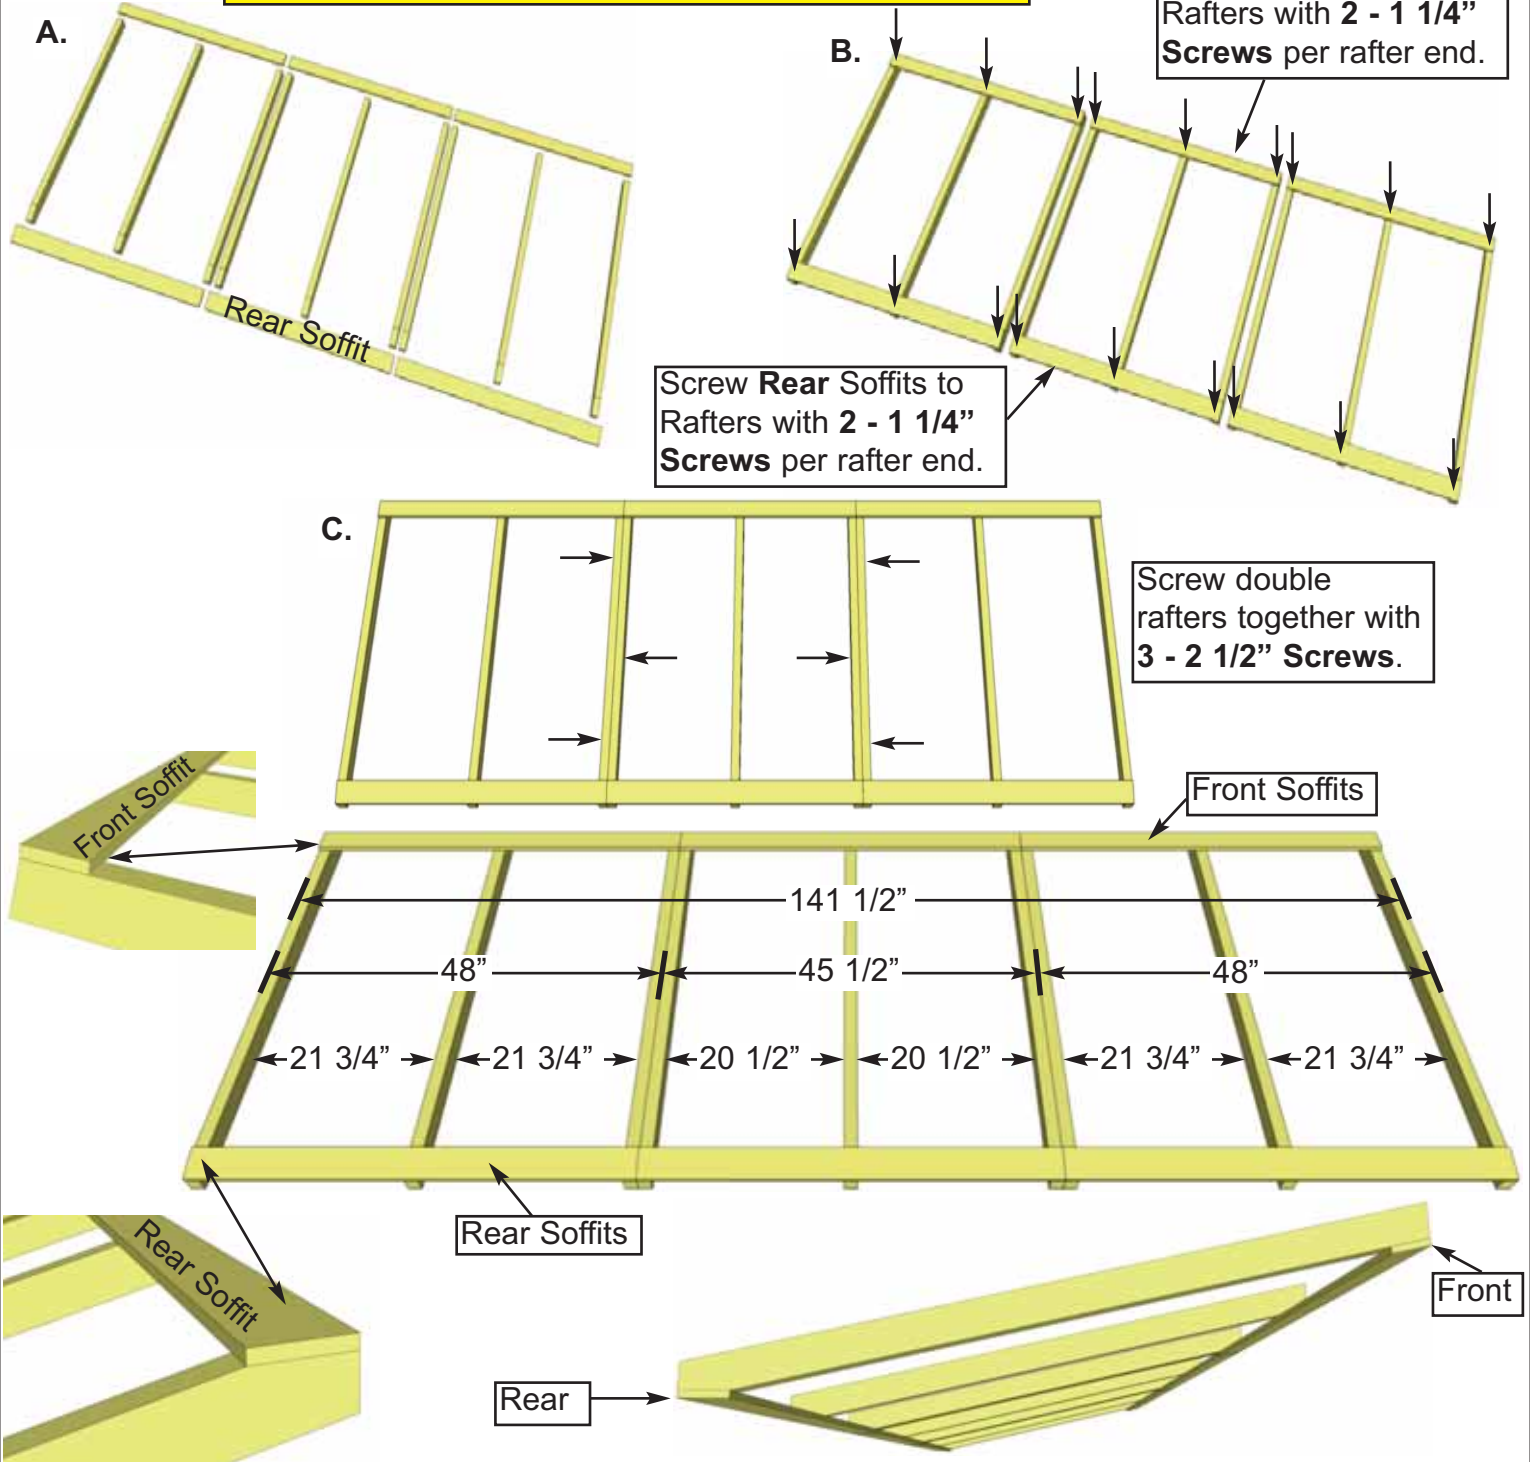 A.
B.
Rafters with 2 - 1 1/4”
Screws per rafter end.
Rear Soffit
Screw Rear Soffits to
Rafters with 2 - 1 1/4”
Screws per rafter end.
C.
Screw double
rafters together with
3 - 2 1/2” Screws.
Front Soffit
Front Soffits
141 1/2”
48”
45 1/2”
48”
21 3/4”
21 3/4”
20 1/2”
20 1/2”
21 3/4”
21 3/4”
Rear Soffits
Rear Soffit
Front
Rear